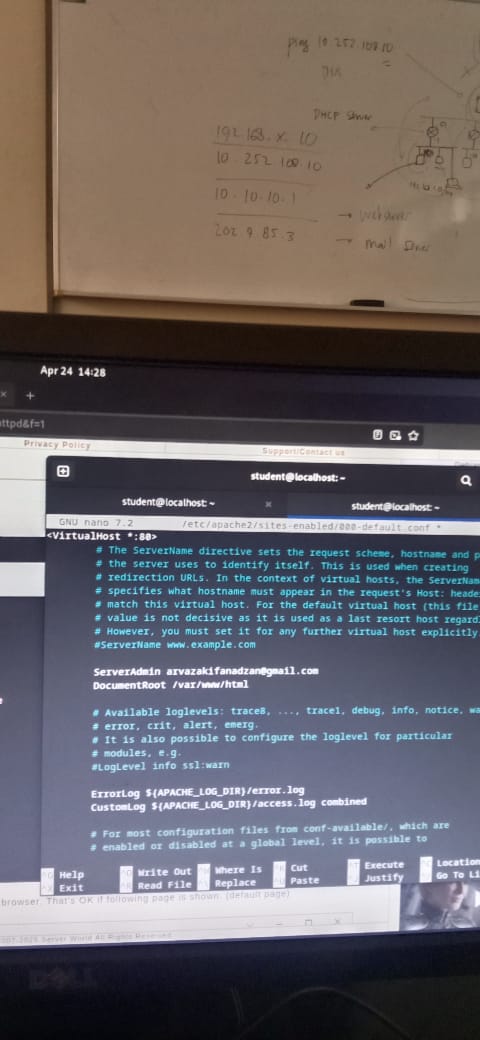 ping 10.252.108.10
DHCP Server
192.168.X.10
10.252.108.10
10.10.10.1
→ webserver
202.9.85.3
→ mail
Apr 24 14:28
× +
ttpd&f=1
Privacy Policy
Support/Contact us
student@localhost:~
student@localhost:~ ×
student@localhost:~
GNU nano 7.2 /etc/apache2/sites-enabled/000-default.conf *
<VirtualHost *:80>
# The ServerName directive sets the request scheme, hostname and p
# the server uses to identify itself. This is used when creating
# redirection URLs. In the context of virtual hosts, the ServerNam
# specifies what hostname must appear in the request's Host: heade
# match this virtual host. For the default virtual host (this file
# value is not decisive as it is used as a last resort host regardl
# However, you must set it for any further virtual host explicitly.
#ServerName www.example.com
ServerAdmin arvazakifanadzan@gmail.com
DocumentRoot /var/www/html
# Available loglevels: trace8, ..., trace1, debug, info, notice, wa
# error, crit, alert, emerg.
# It is also possible to configure the loglevel for particular
# modules, e.g.
#LogLevel info ssl:warn
ErrorLog ${APACHE_LOG_DIR}/error.log
CustomLog ${APACHE_LOG_DIR}/access.log combined
# For most configuration files from conf-available/, which are
# enabled or disabled at a global level, it is possible to
^G Help ^O Write Out ^W Where Is ^K Cut ^T Execute ^C Location
^X Exit ^R Read File ^\ Replace ^U Paste ^J Justify Go To Li
browser. That's OK if following page is shown. (default page)
Server World All Rights Reserved
DELL